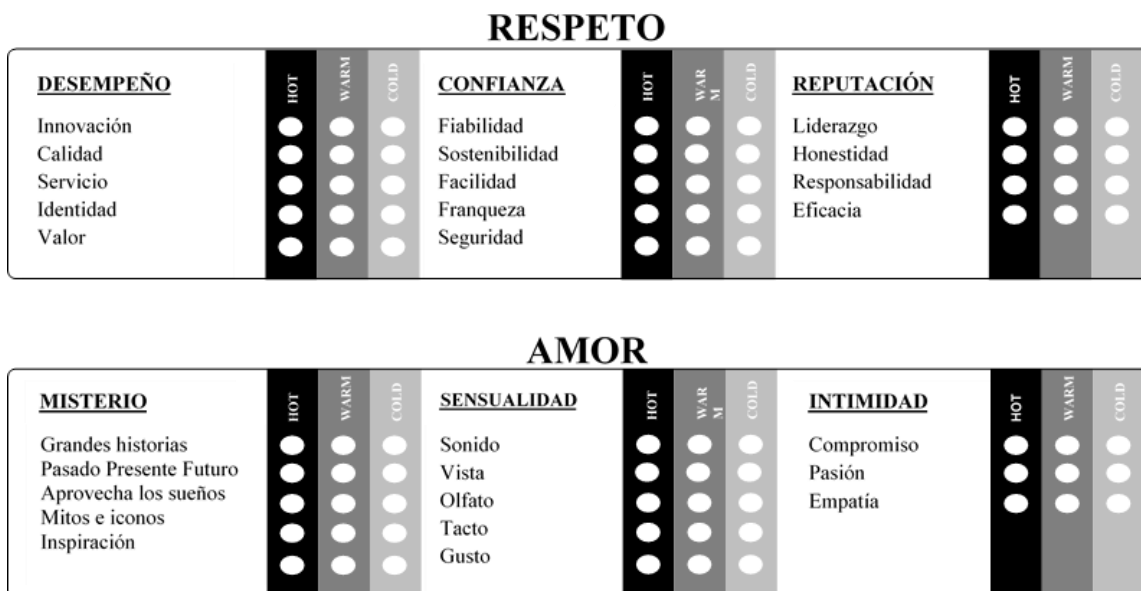 RESPETO
DESEMPEÑO
HOT
WARM
COLD
Innovación
Calidad
Servicio
Identidad
Valor
CONFIANZA
HOT
WAR
M
COLD
Fiabilidad
Sostenibilidad
Facilidad
Franqueza
Seguridad
REPUTACIÓN
HOT
WARM
COLD
Liderazgo
Honestidad
Responsabilidad
Eficacia
AMOR
MISTERIO
HOT
WARM
COLD
Grandes historias
Pasado Presente Futuro
Aprovecha los sueños
Mitos e iconos
Inspiración
SENSUALIDAD
HOT
WAR
M
COLD
Sonido
Vista
Olfato
Tacto
Gusto
INTIMIDAD
HOT
WARM
COLD
Compromiso
Pasión
Empatía